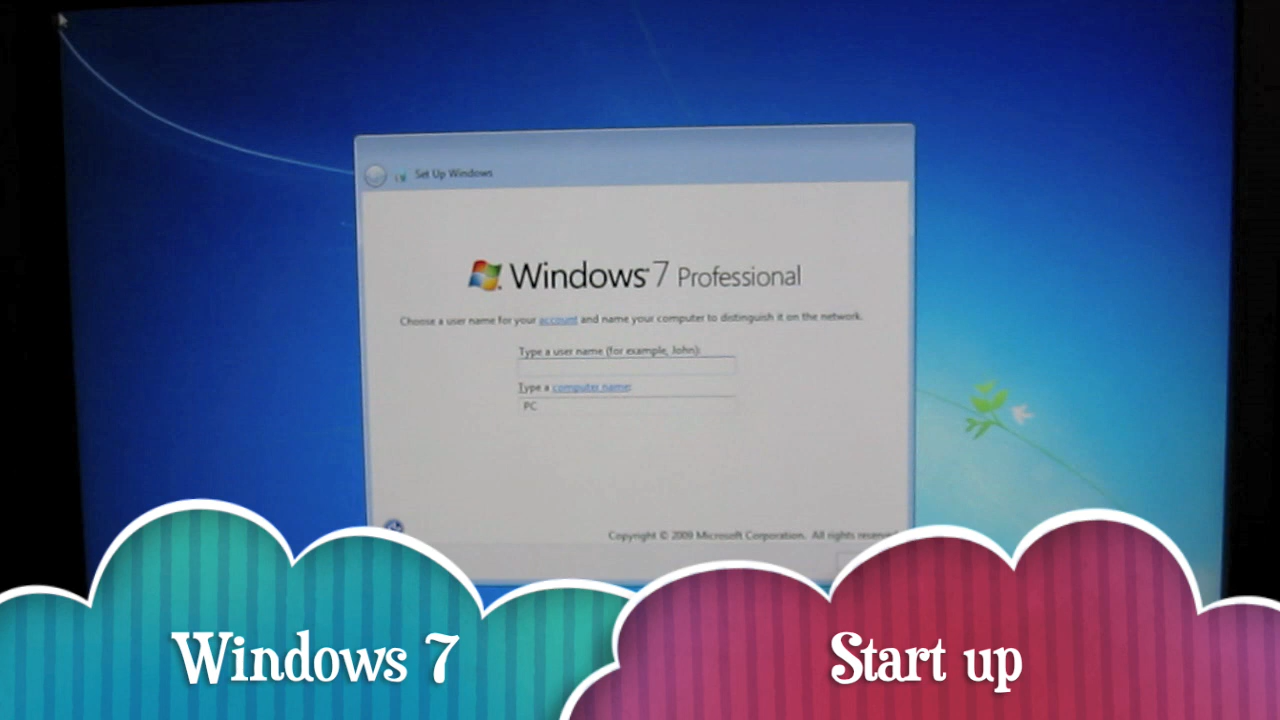 Set Up Windows
Windows 7 Professional
Choose a user name for your account and name your computer to distinguish it on the network.
Type a user name (for example, John):
Type a computer name:
PC
Copyright © 2009 Microsoft Corporation. All rights
Windows 7
Start up